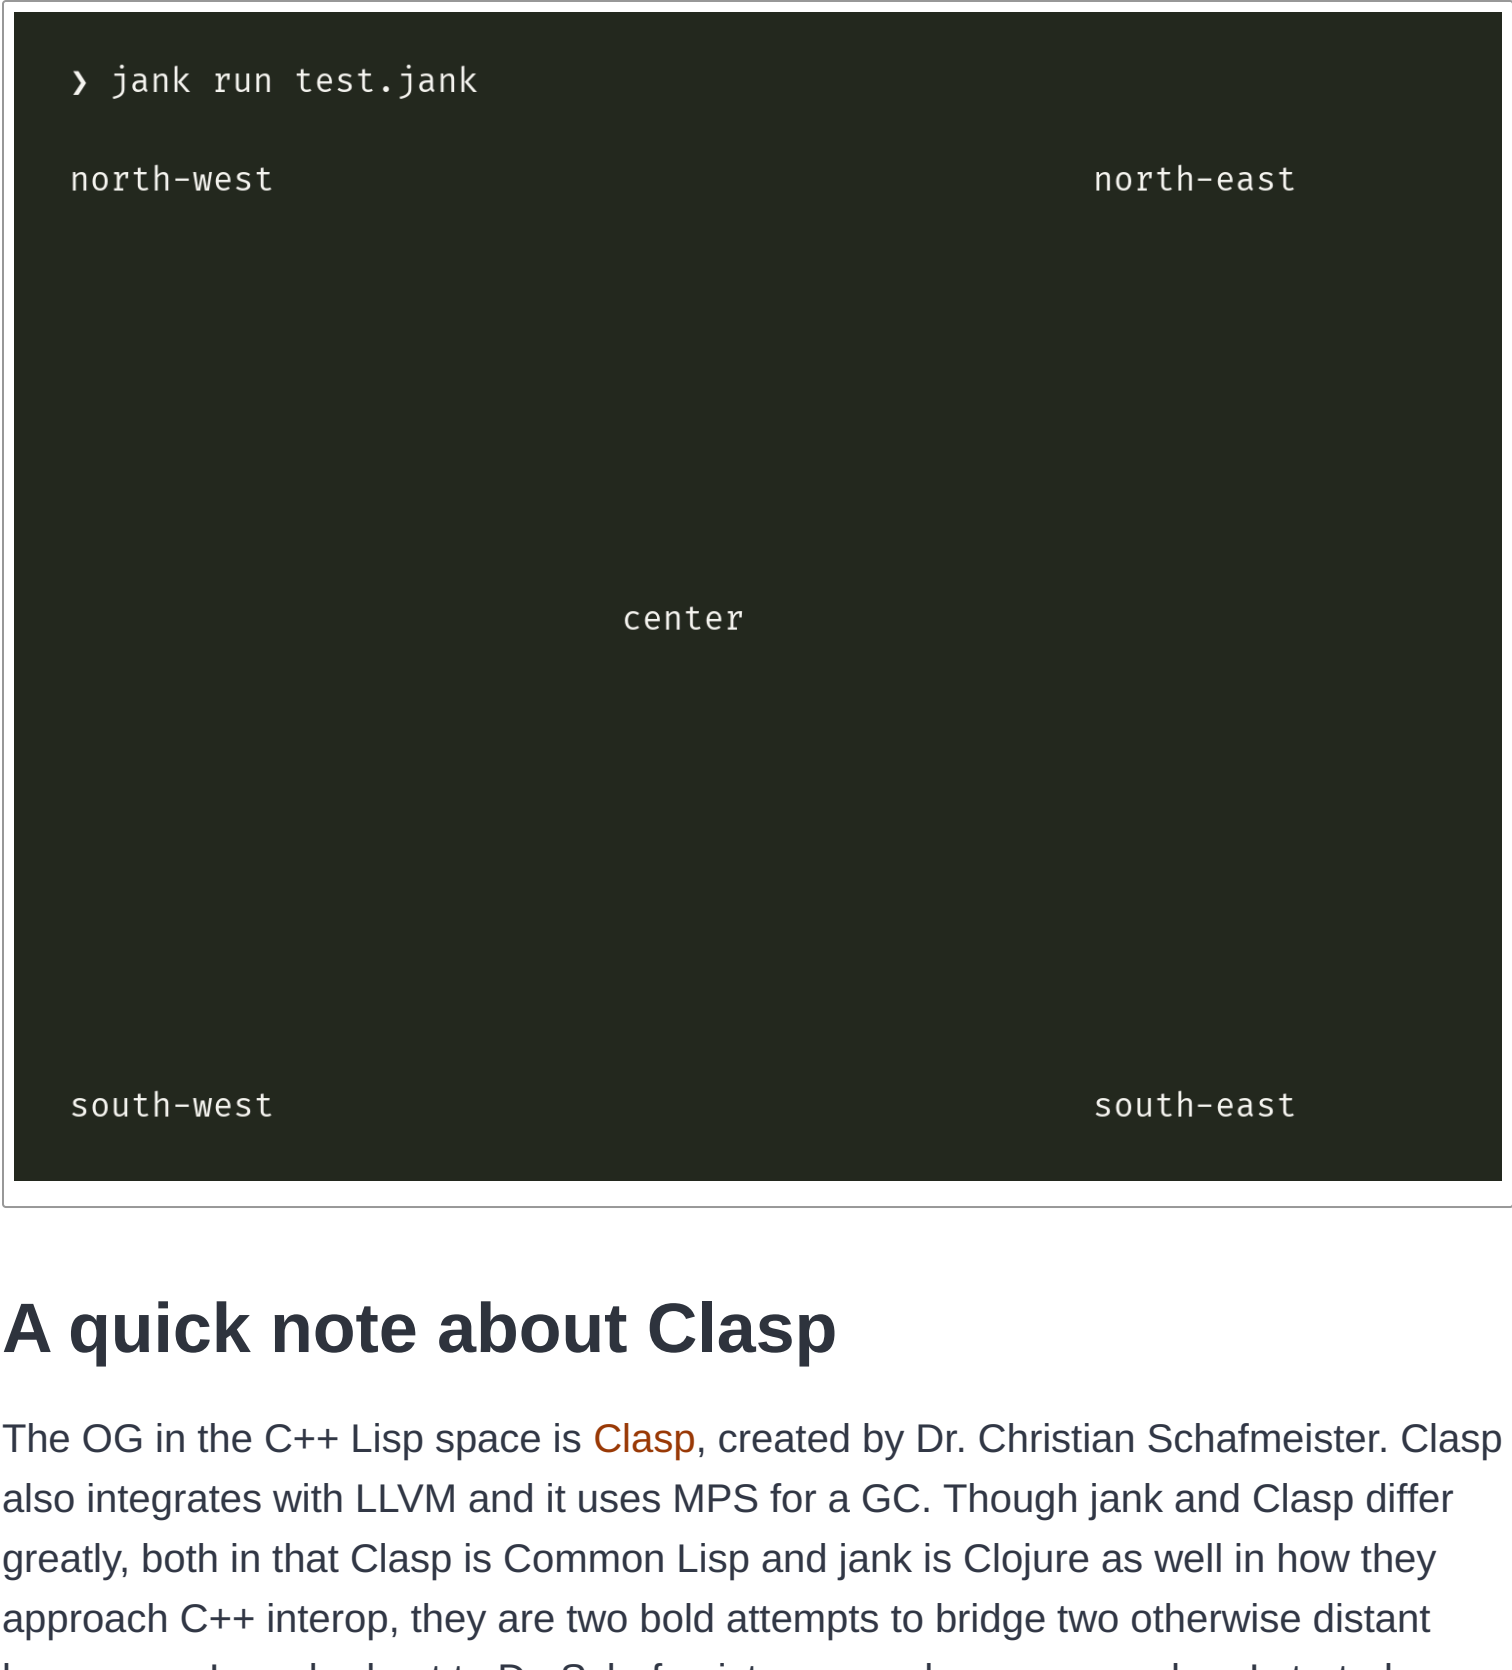 ❯ jank run test.jank
north-west north-east
center
south-west south-east
A quick note about Clasp
The OG in the C++ Lisp space is Clasp, created by Dr. Christian Schafmeister. Clasp
also integrates with LLVM and it uses MPS for a GC. Though jank and Clasp differ
greatly, both in that Clasp is Common Lisp and jank is Clojure as well in how they
approach C++ interop, they are two bold attempts to bridge two otherwise distant